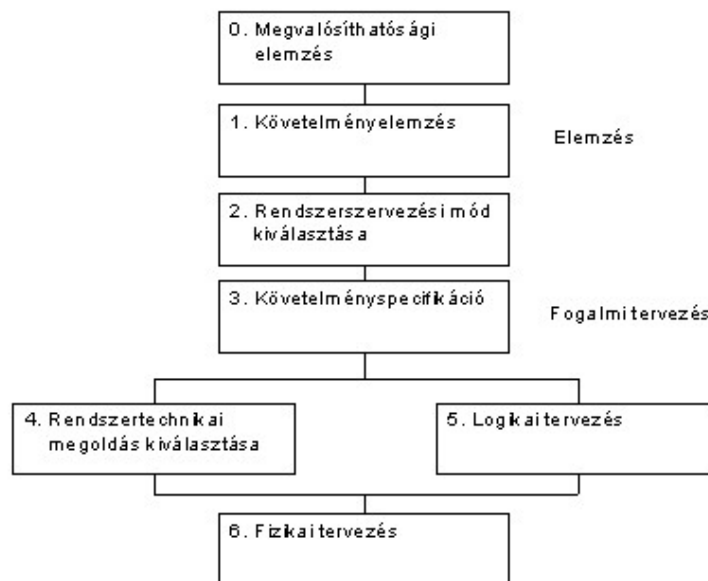 0. Megvalósíthatósági
elemzés
1. Követelményelemzés
Elemzés
2. Rendszerszervezési mód
kiválasztása
3. Követelményspecifikáció
Fogalmi tervezés
4. Rendszertechnikai
megoldás kiválasztása
5. Logikai tervezés
6. Fizikai tervezés